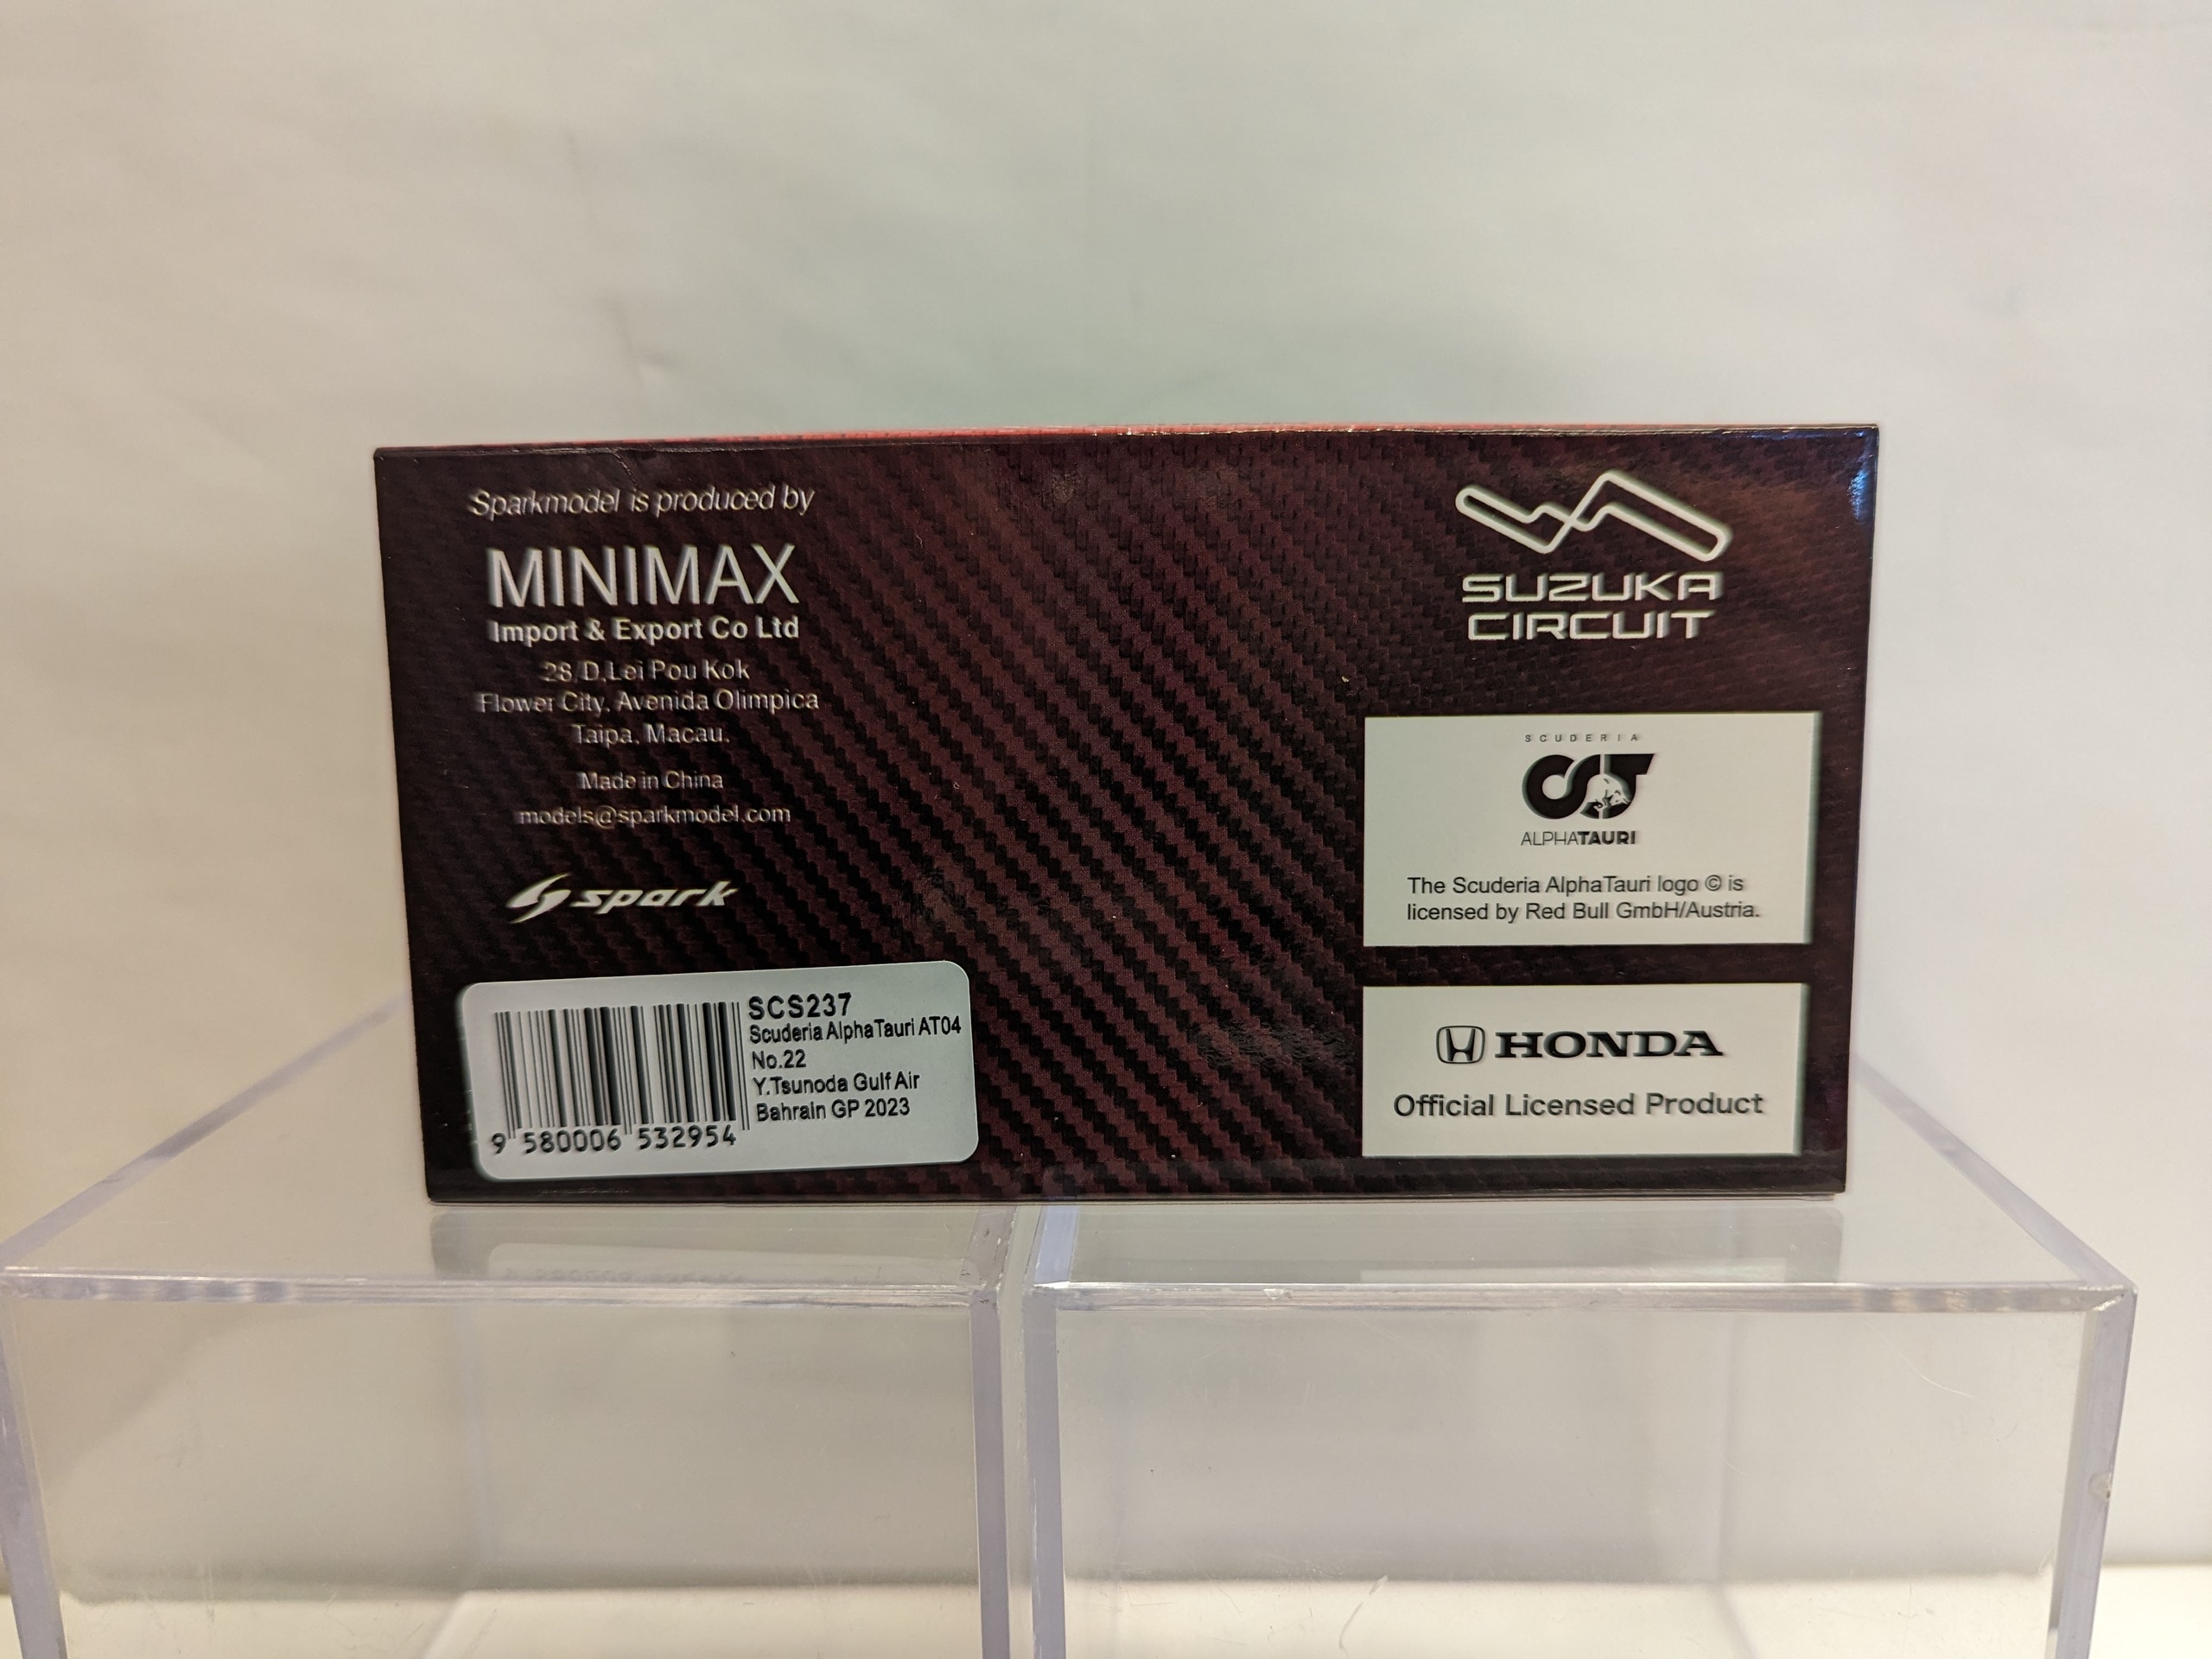 Sparkmodel is produced by
MINIMAX
Import & Export Co Ltd
28/D,Lei Pou Kok
Flower City, Avenida Olimpica
Taipa, Macau.
Made in China
models@sparkmodel.com
spark
9 580006 532954
SCS237
Scuderia AlphaTauri AT04
No.22
Y.Tsunoda Gulf Air
Bahrain GP 2023
SUZUKA
CIRCUIT
SCUDERIA
AT
ALPHATAURI
The Scuderia AlphaTauri logo © is
licensed by Red Bull GmbH/Austria.
HONDA
Official Licensed Product